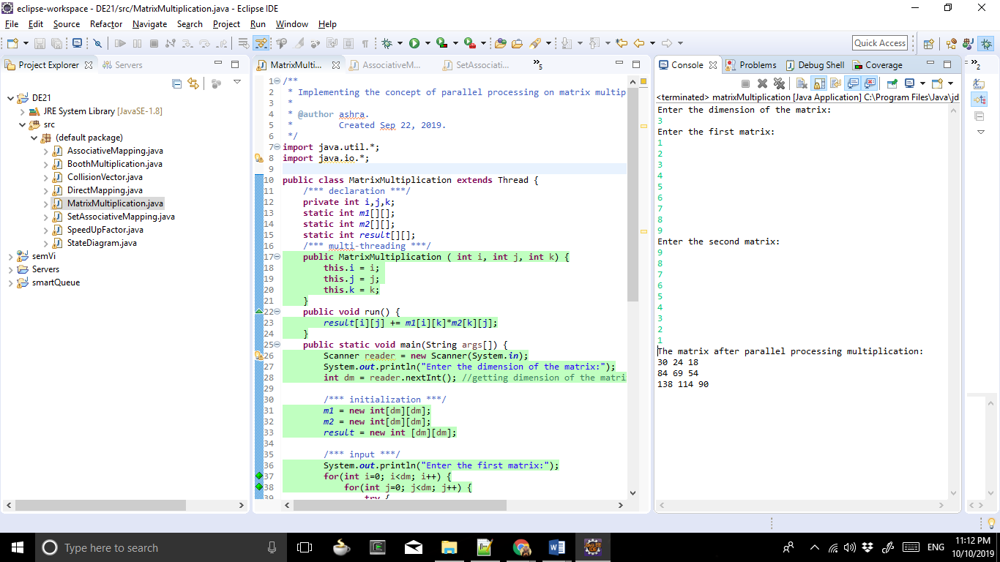 eclipse-workspace - DE21/src/MatrixMultiplication.java - Eclipse IDE
File Edit Source Refactor Navigate Search Project Run Window Help
Quick Access
Project Explorer Servers
DE21
JRE System Library [JavaSE-1.8]
src
(default package)
AssociativeMapping.java
BoothMultiplication.java
CollisionVector.java
DirectMapping.java
MatrixMultiplication.java
SetAssociativeMapping.java
SpeedUpFactor.java
StateDiagram.java
semVi
Servers
smartQueue
MatrixMulti... AssociativeM... SetAssociati... »5
1 /**
2 * Implementing the concept of parallel processing on matrix multip
3 *
4 * @author ashra.
5 * Created Sep 22, 2019.
6 */
7 import java.util.*;
8 import java.io.*;
9
10 public class MatrixMultiplication extends Thread {
11 /*** declaration ***/
12 private int i,j,k;
13 static int m1[][];
14 static int m2[][];
15 static int result[][];
16 /*** multi-threading ***/
17 public MatrixMultiplication ( int i, int j, int k) {
18 this.i = i;
19 this.j = j;
20 this.k = k;
21 }
22 public void run() {
23 result[i][j] += m1[i][k]*m2[k][j];
24 }
25 public static void main(String args[]) {
26 Scanner reader = new Scanner(System.in);
27 System.out.println("Enter the dimension of the matrix:");
28 int dm = reader.nextInt(); //getting dimension of the matri
29
30 /*** initialization ***/
31 m1 = new int[dm][dm];
32 m2 = new int[dm][dm];
33 result = new int [dm][dm];
34
35 /*** input ***/
36 System.out.println("Enter the first matrix:");
37 for(int i=0; i<dm; i++) {
38 for(int j=0; j<dm; j++) {
39 try {
Console Problems Debug Shell Coverage
»2
<terminated> matrixMultiplication [Java Application] C:\Program Files\Java\jd
Enter the dimension of the matrix:
3
Enter the first matrix:
1
2
3
4
5
6
7
8
9
Enter the second matrix:
9
8
7
6
5
4
3
2
1
The matrix after parallel processing multiplication:
30 24 18
84 69 54
138 114 90
Type here to search
ENG
11:12 PM
10/10/2019